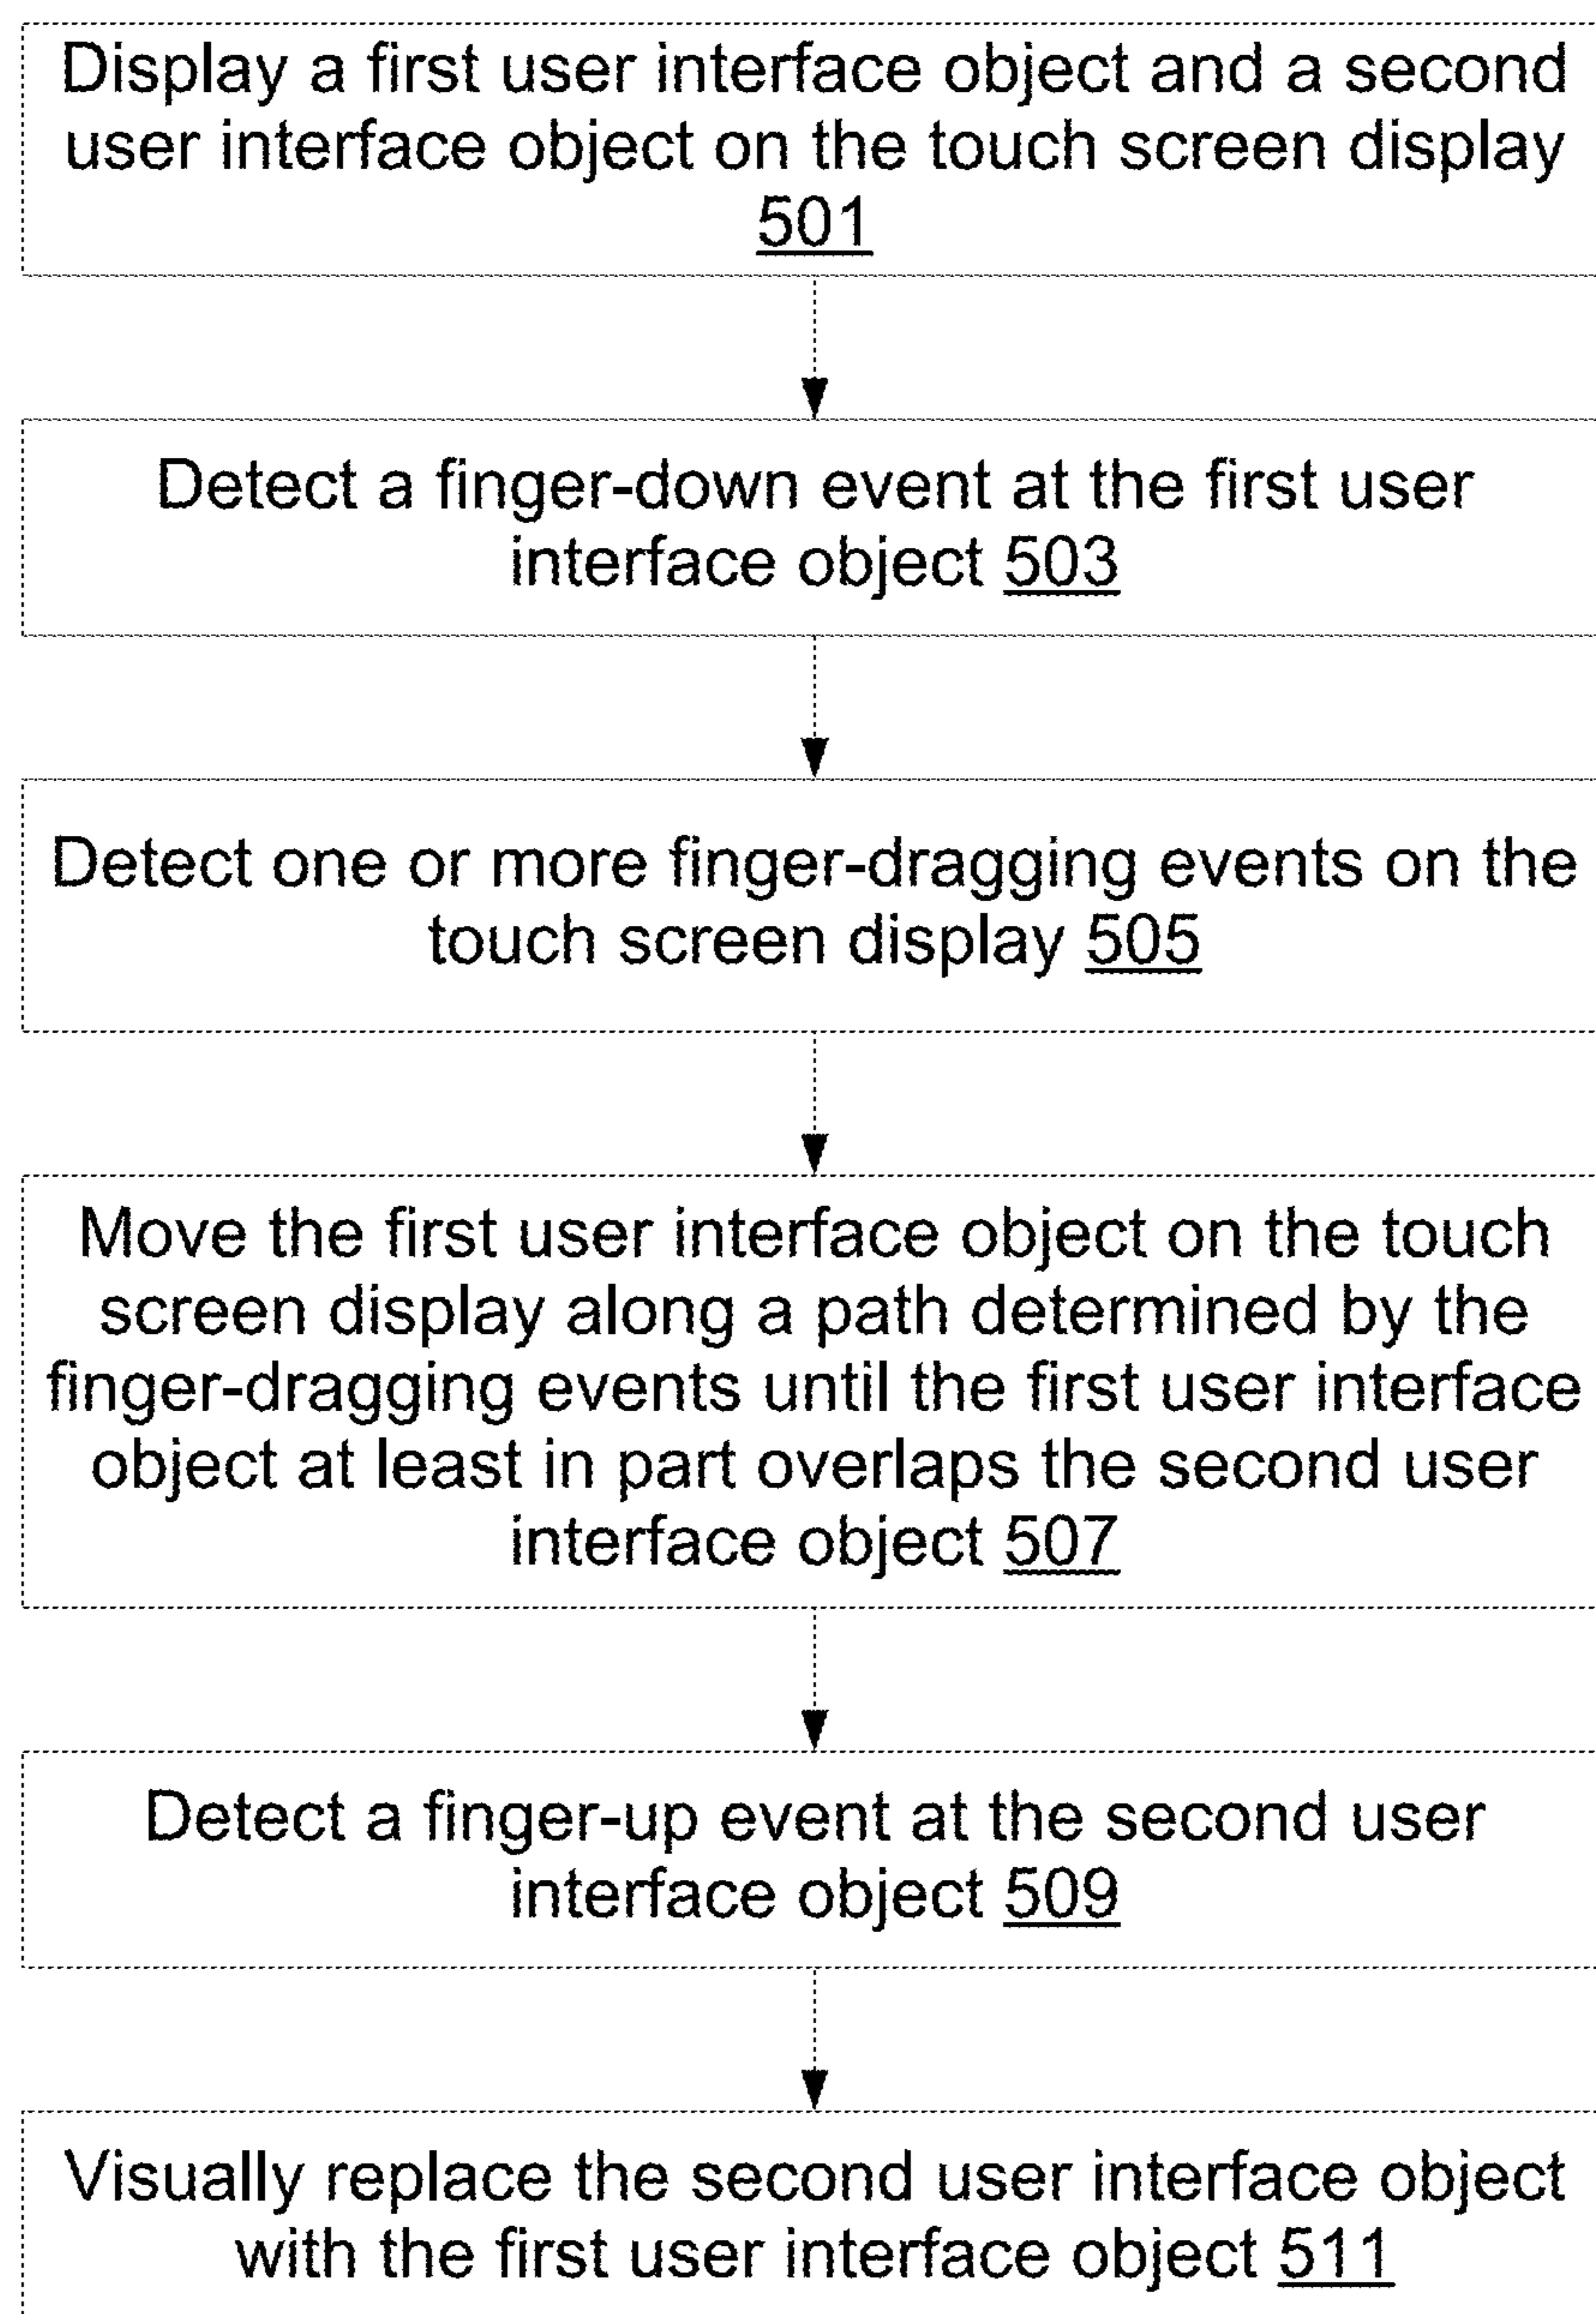 Display a first user interface object and a second
user interface object on the touch screen display
501
Detect a finger-down event at the first user
interface object 503
Detect one or more finger-dragging events on the
touch screen display 505
Move the first user interface object on the touch
screen display along a path determined by the
finger-dragging events until the first user interface
object at least in part overlaps the second user
interface object 507
Detect a finger-up event at the second user
interface object 509
Visually replace the second user interface object
with the first user interface object 511